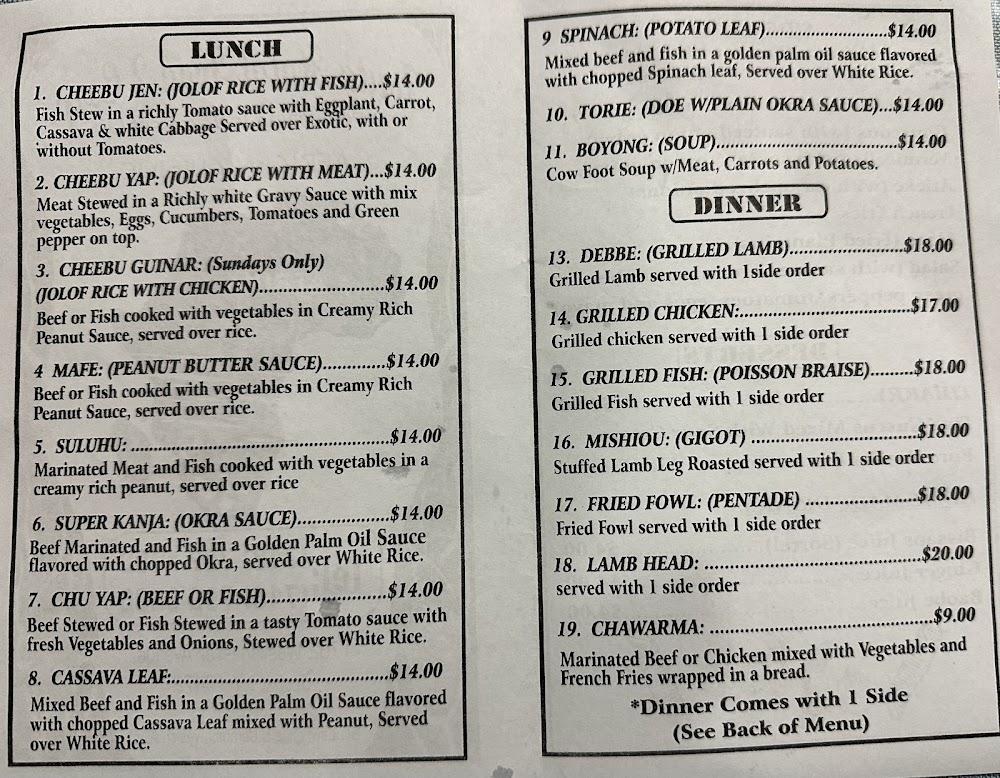 LUNCH
1. CHEEBU JEN: (JOLOF RICE WITH FISH)....$14.00
Fish Stew in a richly Tomato sauce with Eggplant, Carrot,
Cassava & white Cabbage Served over Exotic, with or
without Tomatoes.
2. CHEEBU YAP: (JOLOF RICE WITH MEAT)...$14.00
Meat Stewed in a Richly white Gravy Sauce with mix
vegetables, Eggs, Cucumbers, Tomatoes and Green
pepper on top.
3. CHEEBU GUINAR: (Sundays Only)
(JOLOF RICE WITH CHICKEN).......................$14.00
Beef or Fish cooked with vegetables in Creamy Rich
Peanut Sauce, served over rice.
4 MAFE: (PEANUT BUTTER SAUCE).............$14.00
Beef or Fish cooked with vegetables in Creamy Rich
Peanut Sauce, served over rice.
5. SULUHU: ...............................................$14.00
Marinated Meat and Fish cooked with vegetables in a
creamy rich peanut, served over rice
6. SUPER KANJA: (OKRA SAUCE)...................$14.00
Beef Marinated and Fish in a Golden Palm Oil Sauce
flavored with chopped Okra, served over White Rice.
7. CHU YAP: (BEEF OR FISH).........................$14.00
Beef Stewed or Fish Stewed in a tasty Tomato sauce with
fresh Vegetables and Onions, Stewed over White Rice.
8. CASSAVA LEAF:.........................................$14.00
Mixed Beef and Fish in a Golden Palm Oil Sauce flavored
with chopped Cassava Leaf mixed with Peanut, Served
over White Rice.
9 SPINACH: (POTATO LEAF).........................$14.00
Mixed beef and fish in a golden palm oil sauce flavored
with chopped Spinach leaf, Served over White Rice.
10. TORIE: (DOE W/PLAIN OKRA SAUCE)...$14.00
11. BOYONG: (SOUP)...................................$14.00
Cow Foot Soup w/Meat, Carrots and Potatoes.
DINNER
13. DEBBE: (GRILLED LAMB).......................$18.00
Grilled Lamb served with 1side order
14. GRILLED CHICKEN:..................................$17.00
Grilled chicken served with 1 side order
15. GRILLED FISH: (POISSON BRAISE).........$18.00
Grilled Fish served with 1 side order
16. MISHIOU: (GIGOT) ................................$18.00
Stuffed Lamb Leg Roasted served with 1 side order
17. FRIED FOWL: (PENTADE) ......................$18.00
Fried Fowl served with 1 side order
18. LAMB HEAD: ..........................................$20.00
served with 1 side order
19. CHAWARMA: ...........................................$9.00
Marinated Beef or Chicken mixed with Vegetables and
French Fries wrapped in a bread.
*Dinner Comes with 1 Side
(See Back of Menu)